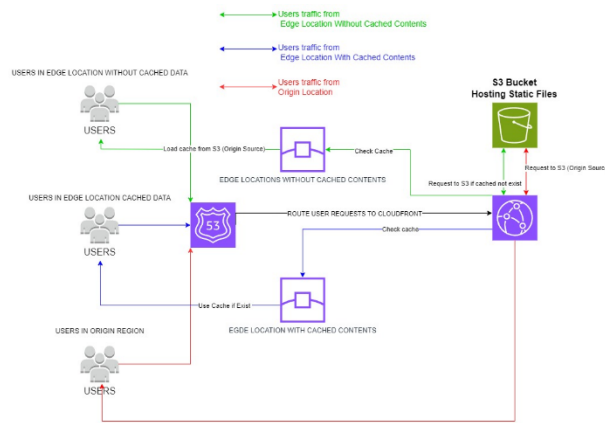 Users traffic from
Edge Location Without Cached Contents
Users traffic from
Edge Location With Cached Contents
Users traffic from
Origin Location
S3 Bucket
Hosting Static Files
USERS IN EDGE LOCATION WITHOUT CACHED DATA
USERS
Load cache from S3 (Origin Source)
Check Cache
EDGE LOCATIONS WITHOUT CACHED CONTENTS
Request to S3 (Origin Source
Request to S3 if cached not exist
USERS IN EDGE LOCATION CACHED DATA
USERS
53
ROUTE USER REQUESTS TO CLOUDFRONT
Check cache
Use Cache if Exist
EGDE LOCATION WITH CACHED CONTENTS
USERS IN ORIGIN REGION
USERS